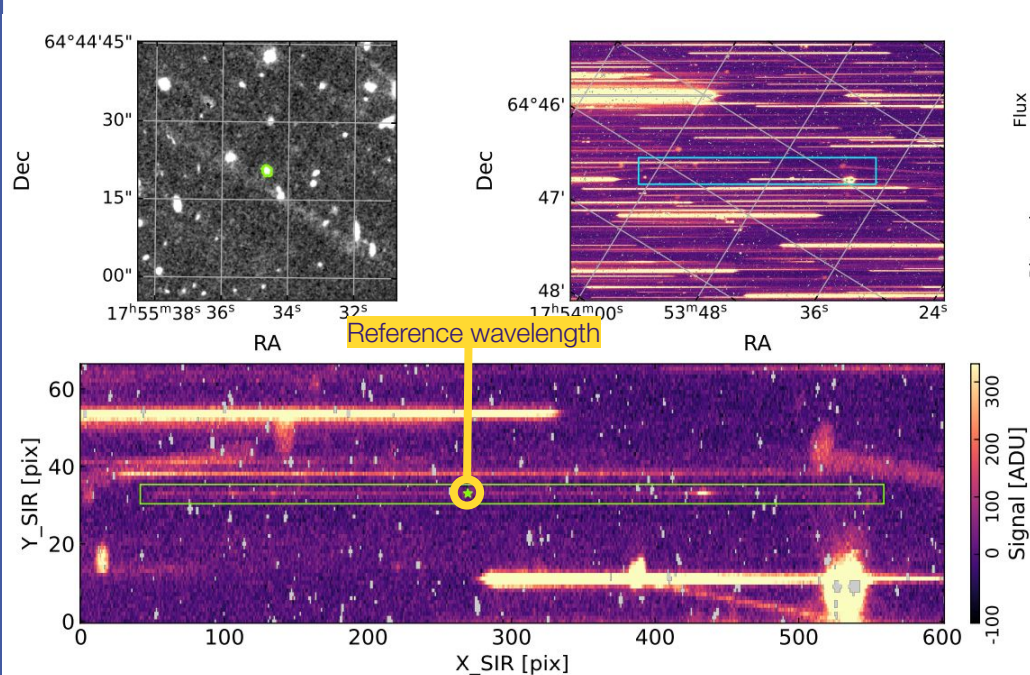 64°44'45"
30"
15"
00"
Dec
17ʰ55ᵐ38ˢ 36ˢ 34ˢ 32ˢ
RA
64°46'
47'
48'
Dec
17ʰ54ᵐ00ˢ 53ᵐ48ˢ 36ˢ 24ˢ
RA
Flux
Reference wavelength
60
40
20
0
Y_SIR [pix]
0 100 200 300 400 500 600
X_SIR [pix]
300
200
100
0
-100
Signal [ADU]